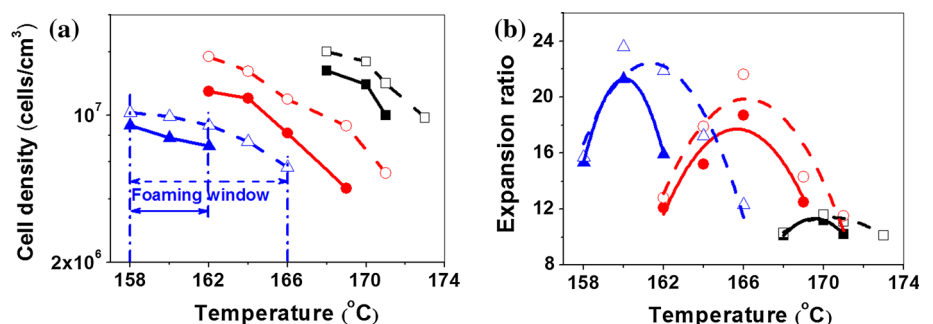 (a)
Cell density (cells/cm³)
10⁷
2x10⁶
Foaming window
158 162 166 170 174
Temperature (°C)
(b)
Expansion ratio
24
20
16
12
8
158 162 166 170 174
Temperature (°C)